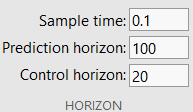 Sample time: 0.1
Prediction horizon: 100
Control horizon: 20
HORIZON